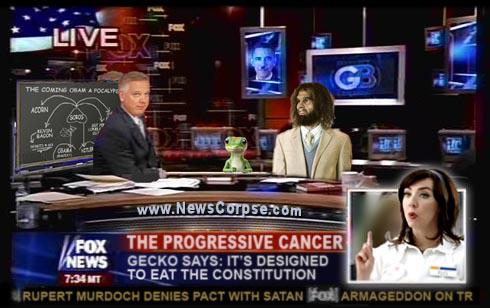 LIVE
THE COMING OBAMA APOCALYPSE
ACORN
SOROS
KEVIN BACON
OBAMA
HITLER
GB
www.NewsCorpse.com
FOX NEWS
7:34 MT
THE PROGRESSIVE CANCER
GECKO SAYS: IT'S DESIGNED
TO EAT THE CONSTITUTION
RUPERT MURDOCH DENIES PACT WITH SATAN FOX ARMAGEDDON ON TR